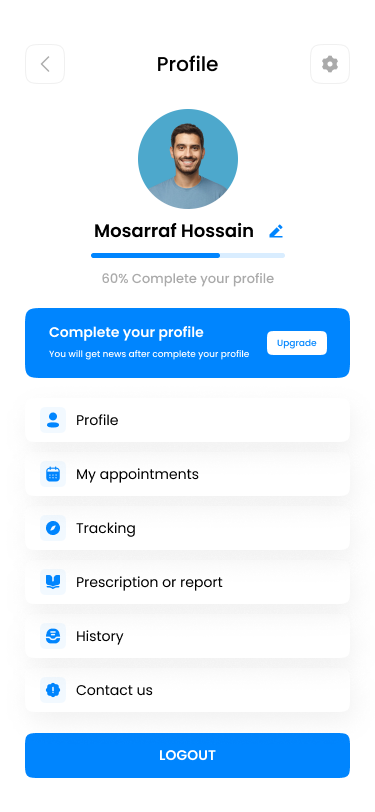 Profile
Mosarraf Hossain
60% Complete your profile
Complete your profile
You will get news after complete your profile
Upgrade
Profile
My appointments
Tracking
Prescription or report
History
Contact us
LOGOUT